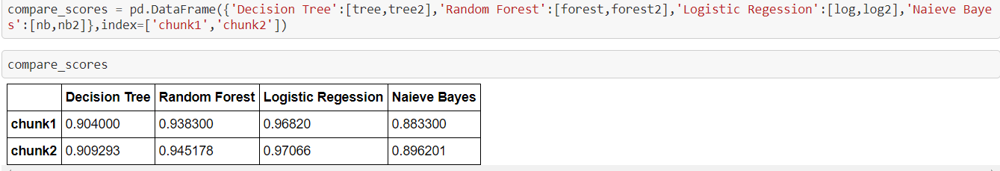 compare_scores = pd.DataFrame({'Decision Tree':[tree,tree2],'Random Forest':[forest,forest2],'Logistic Regession':[log,log2],'Naieve Baye
s':[nb,nb2]},index=['chunk1','chunk2'])
compare_scores
Decision Tree Random Forest Logistic Regession Naieve Bayes
chunk1 0.904000 0.938300 0.96820 0.883300
chunk2 0.909293 0.945178 0.97066 0.896201